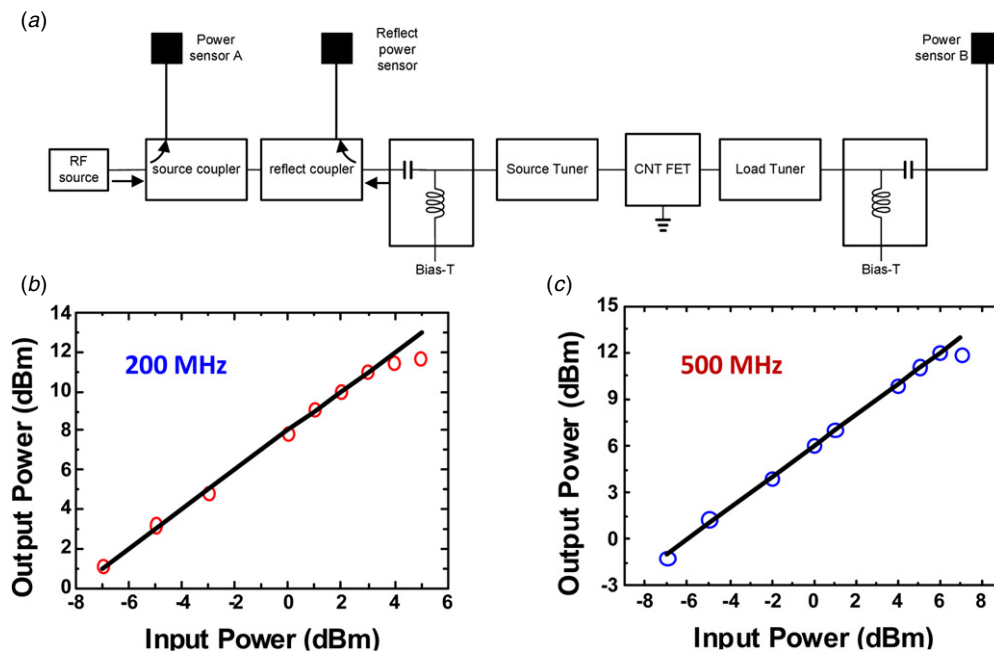 (a)
Power
sensor A
Reflect
power
sensor
Power
sensor B
RF
source
source coupler
reflect coupler
Source Tuner
CNT FET
Load Tuner
Bias-T
Bias-T
(b)
14
12
10
8
6
4
2
0
Output Power (dBm)
200 MHz
-8 -6 -4 -2 0 2 4 6
Input Power (dBm)
(c)
15
12
9
6
3
0
-3
Output Power (dBm)
500 MHz
-8 -6 -4 -2 0 2 4 6 8
Input Power (dBm)